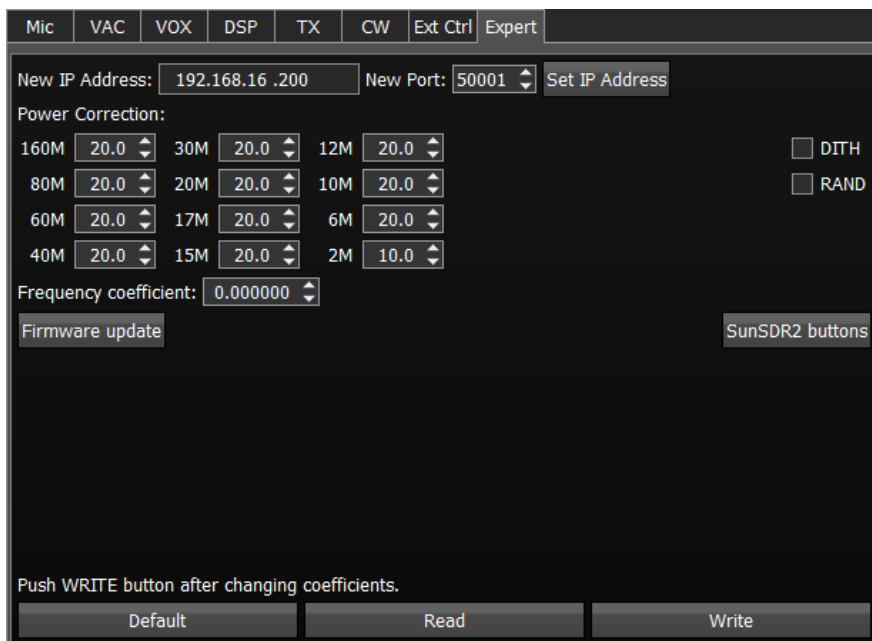 Mic VAC VOX DSP TX CW Ext Ctrl Expert
New IP Address: 192.168.16 .200 New Port: 50001 Set IP Address
Power Correction:
160M 20.0 30M 20.0 12M 20.0 DITH
80M 20.0 20M 20.0 10M 20.0 RAND
60M 20.0 17M 20.0 6M 20.0
40M 20.0 15M 20.0 2M 10.0
Frequency coefficient: 0.000000
Firmware update SunSDR2 buttons
Push WRITE button after changing coefficients.
Default Read Write